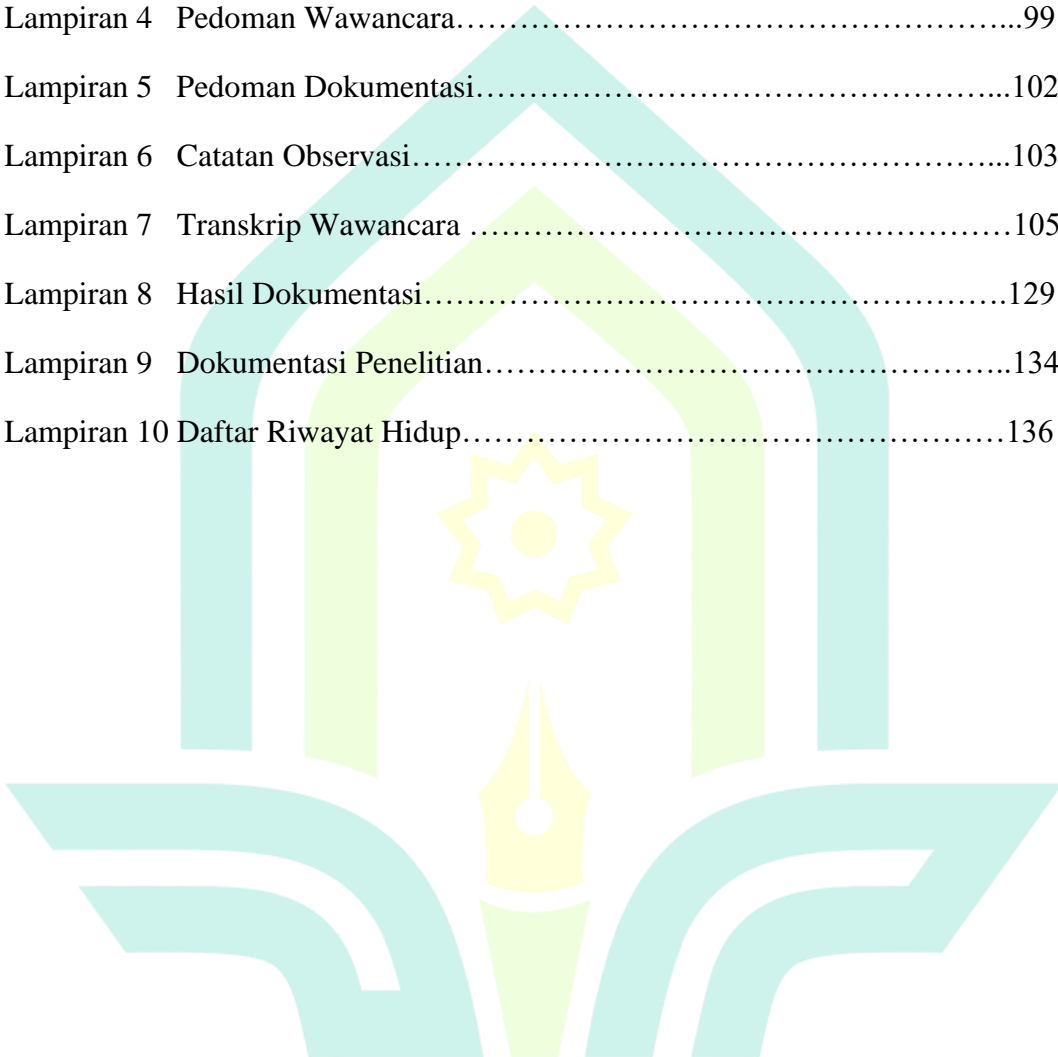 Lampiran 4 Pedoman Wawancara…………………………………………...99
Lampiran 5 Pedoman Dokumentasi………………………………………...102
Lampiran 6 Catatan Observasi……………………………………………...103
Lampiran 7 Transkrip Wawancara …………………………………………105
Lampiran 8 Hasil Dokumentasi…………………………………………….129
Lampiran 9 Dokumentasi Penelitian……………………………………….134
Lampiran 10 Daftar Riwayat Hidup…………………………………………136